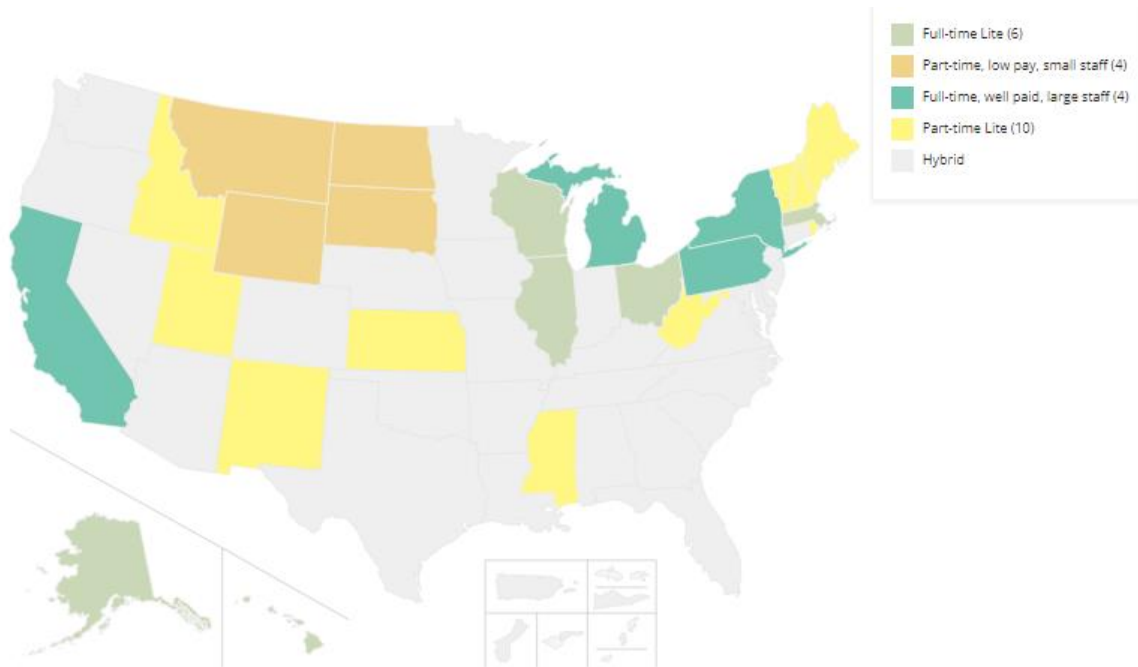 Full-time Lite (6)
Part-time, low pay, small staff (4)
Full-time, well paid, large staff (4)
Part-time Lite (10)
Hybrid